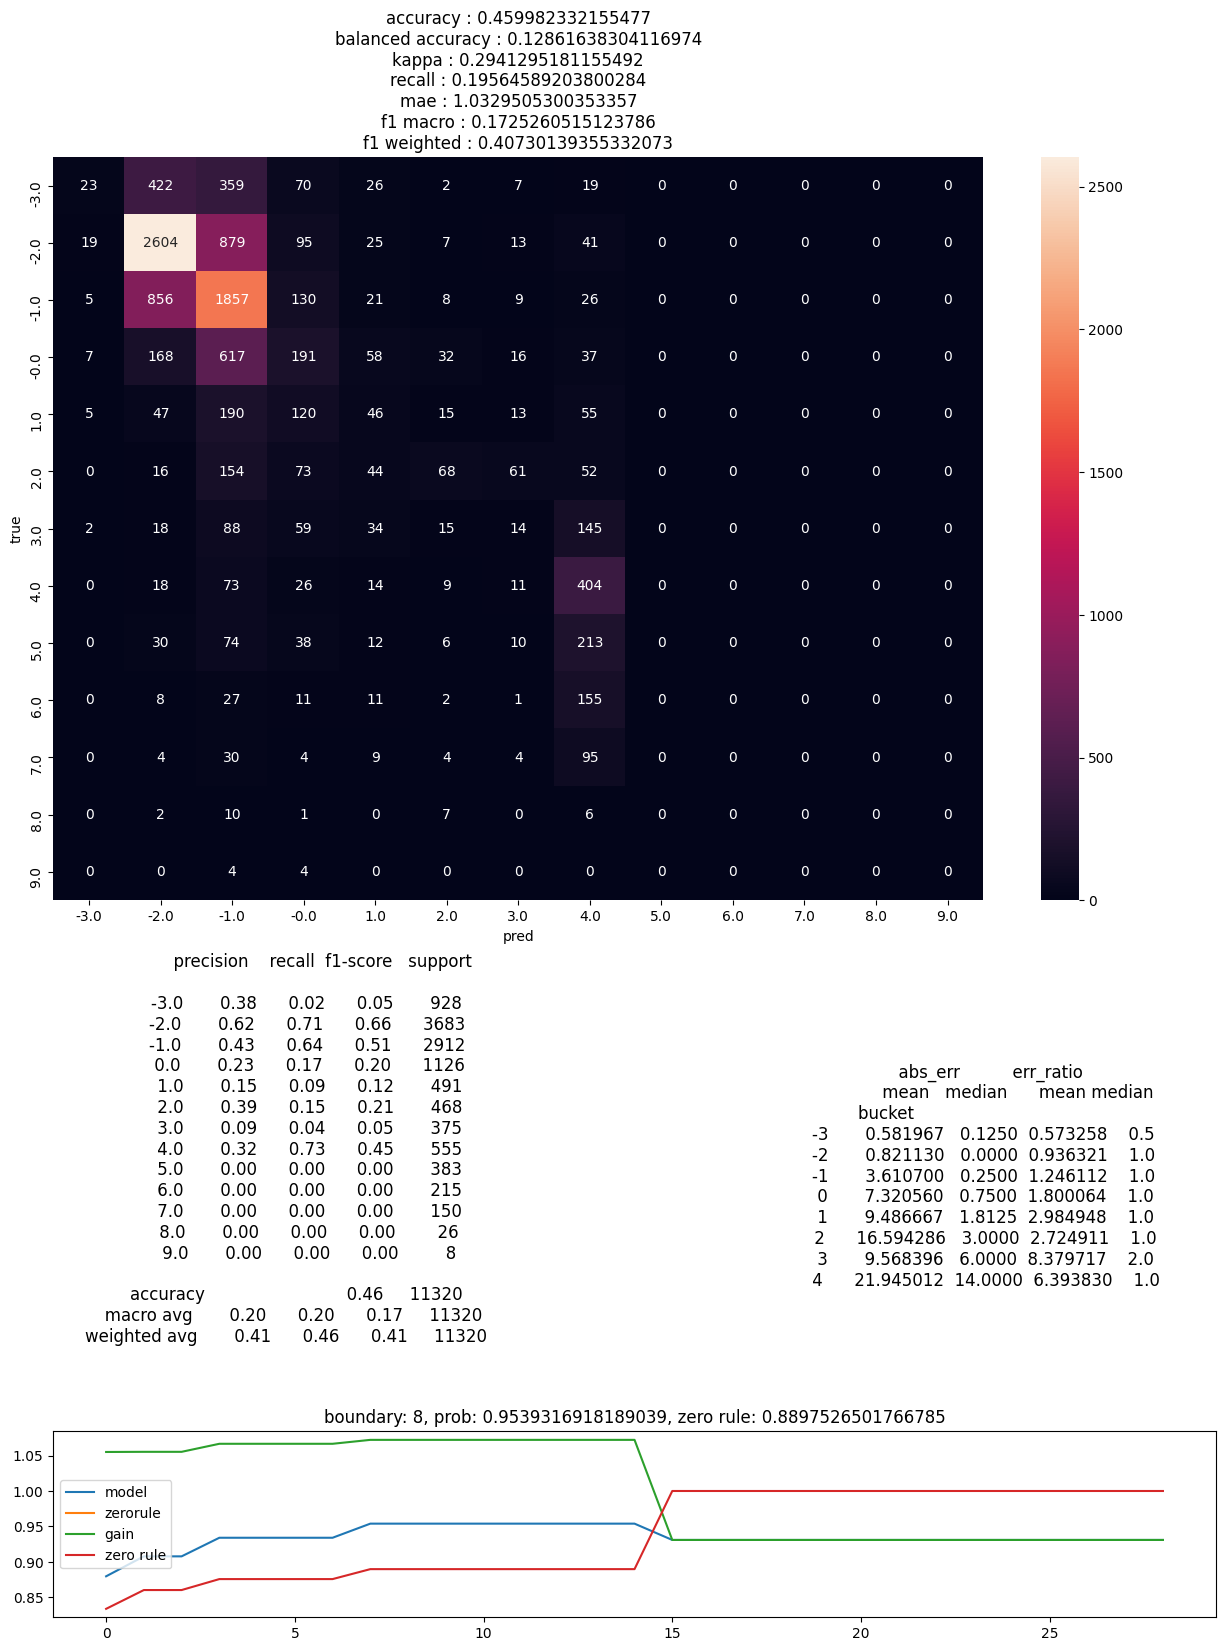 accuracy : 0.459982332155477
balanced accuracy : 0.12861638304116974
kappa : 0.2941295181155492
recall : 0.19564589203800284
mae : 1.0329505300353357
f1 macro : 0.1725260515123786
f1 weighted : 0.40730139355332073
-3.0 23 422 359 70 26 2 7 19 0 0 0 0 0
2500
-2.0 19 2604 879 95 25 7 13 41 0 0 0 0 0
-1.0 5 856 1857 130 21 8 9 26 0 0 0 0 0
2000
-0.0 7 168 617 191 58 32 16 37 0 0 0 0 0
1.0 5 47 190 120 46 15 13 55 0 0 0 0 0
1500
2.0 0 16 154 73 44 68 61 52 0 0 0 0 0
true
3.0 2 18 88 59 34 15 14 145 0 0 0 0 0
4.0 0 18 73 26 14 9 11 404 0 0 0 0 0
1000
5.0 0 30 74 38 12 6 10 213 0 0 0 0 0
6.0 0 8 27 11 11 2 1 155 0 0 0 0 0
7.0 0 4 30 4 9 4 4 95 0 0 0 0 0
500
8.0 0 2 10 1 0 7 0 6 0 0 0 0 0
9.0 0 0 4 4 0 0 0 0 0 0 0 0 0
0
-3.0 -2.0 -1.0 -0.0 1.0 2.0 3.0 4.0 5.0 6.0 7.0 8.0 9.0
pred
precision recall f1-score support
-3.0 0.38 0.02 0.05 928
-2.0 0.62 0.71 0.66 3683
-1.0 0.43 0.64 0.51 2912
0.0 0.23 0.17 0.20 1126
1.0 0.15 0.09 0.12 491
2.0 0.39 0.15 0.21 468
3.0 0.09 0.04 0.05 375
4.0 0.32 0.73 0.45 555
5.0 0.00 0.00 0.00 383
6.0 0.00 0.00 0.00 215
7.0 0.00 0.00 0.00 150
8.0 0.00 0.00 0.00 26
9.0 0.00 0.00 0.00 8
accuracy 0.46 11320
macro avg 0.20 0.20 0.17 11320
weighted avg 0.41 0.46 0.41 11320
abs_err err_ratio
mean median mean median
bucket
-3 0.581967 0.1250 0.573258 0.5
-2 0.821130 0.0000 0.936321 1.0
-1 3.610700 0.2500 1.246112 1.0
0 7.320560 0.7500 1.800064 1.0
1 9.486667 1.8125 2.984948 1.0
2 16.594286 3.0000 2.724911 1.0
3 9.568396 6.0000 8.379717 2.0
4 21.945012 14.0000 6.393830 1.0
boundary: 8, prob: 0.9539316918189039, zero rule: 0.8897526501766785
1.05
1.00
0.95
0.90
0.85
model
zerorule
gain
zero rule
0 5 10 15 20 25